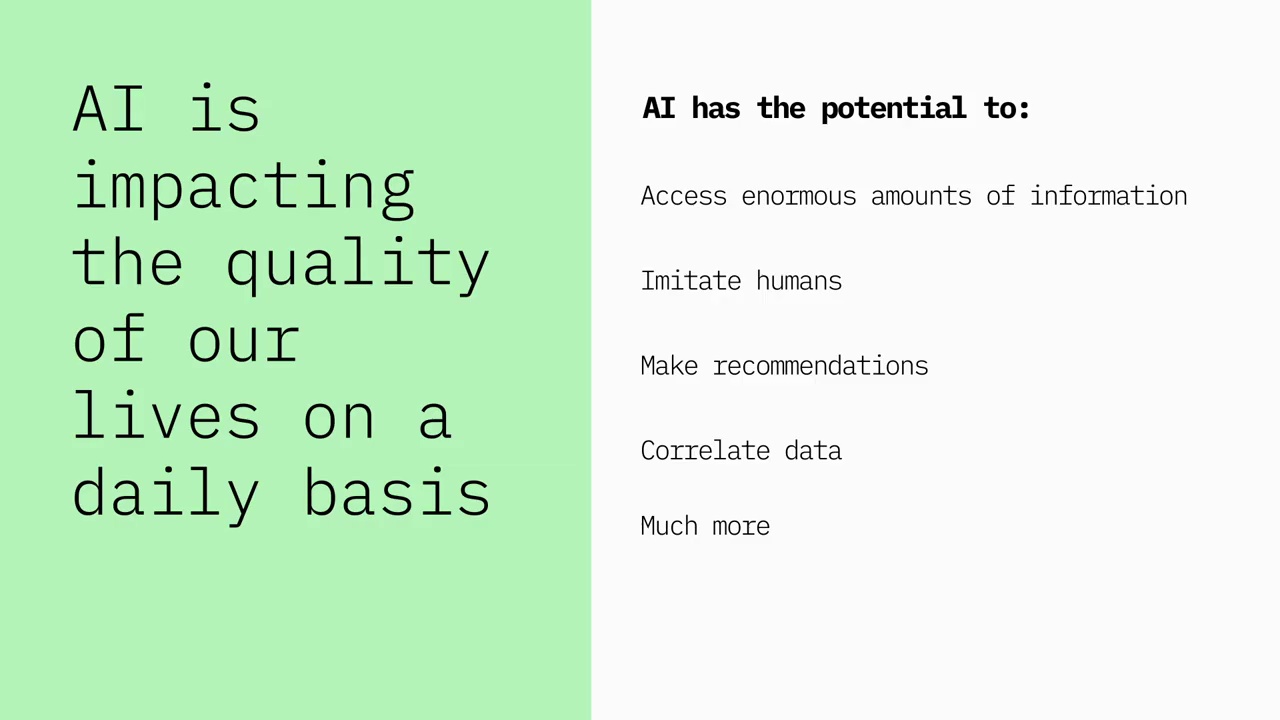 AI is
impacting
the quality
of our
lives on a
daily basis
AI has the potential to:
Access enormous amounts of information
Imitate humans
Make recommendations
Correlate data
Much more